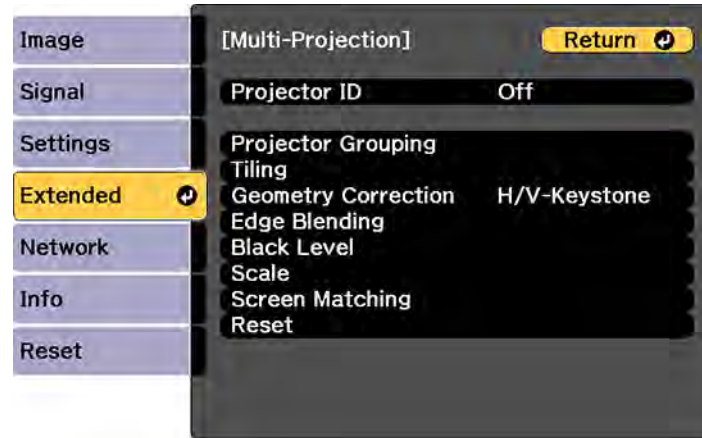 Image
Signal
Settings
Extended
Network
Info
Reset
[Multi-Projection]
Return
Projector ID Off
Projector Grouping
Tiling
Geometry Correction H/V-Keystone
Edge Blending
Black Level
Scale
Screen Matching
Reset